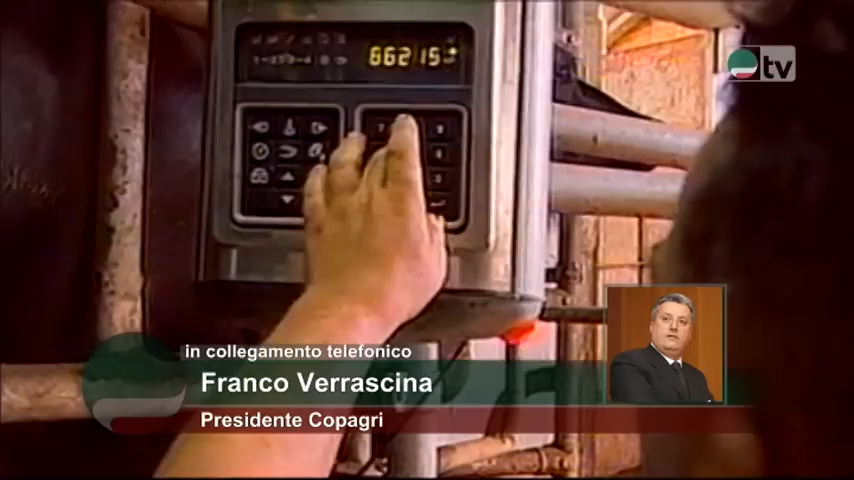 66215
tv
in collegamento telefonico
Franco Verrascina
Presidente Copagri